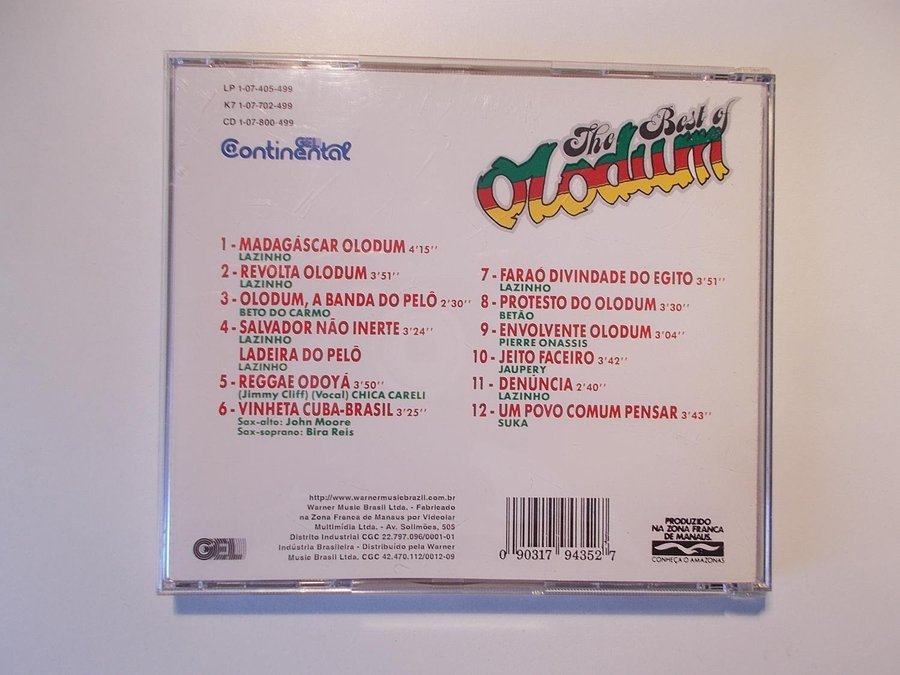 LP 1-07-405-499
K7 1-07-702-499
CD 1-07-800-499
GEL
Continental
The Best of
Olodum
1 - MADAGÁSCAR OLODUM 4'15''
LAZINHO
2 - REVOLTA OLODUM 3'51''
LAZINHO
3 - OLODUM, A BANDA DO PELÔ 2'30''
BETO DO CARMO
4 - SALVADOR NÃO INERTE 3'24''
LAZINHO
LADEIRA DO PELÔ
LAZINHO
5 - REGGAE ODOYÁ 3'50''
(Jimmy Cliff) (Vocal) CHICA CARELI
6 - VINHETA CUBA-BRASIL 3'25''
Sax-alto: John Moore
Sax-soprano: Bira Reis
7 - FARAÓ DIVINDADE DO EGITO 3'51''
LAZINHO
8 - PROTESTO DO OLODUM 3'30''
BETÃO
9 - ENVOLVENTE OLODUM 3'04''
PIERRE ONASSIS
10 - JEITO FACEIRO 3'42''
JAUPERY
11 - DENÚNCIA 2'40''
LAZINHO
12 - UM POVO COMUM PENSAR 3'43''
SUKA
GEL
http://www.warnermusicbrazil.com.br
Warner Music Brasil Ltda. - Fabricado
na Zona Franca de Manaus por Videolar
Multimídia Ltda. - Av. Solimões, 505
Distrito Industrial CGC 22.797.096/0001-01
Indústria Brasileira - Distribuído pela Warner
Music Brasil Ltda. CGC 42.470.112/0012-09
0 90317 94352 7
PRODUZIDO
NA ZONA FRANCA
DE MANAUS.
CONHEÇA O AMAZONAS